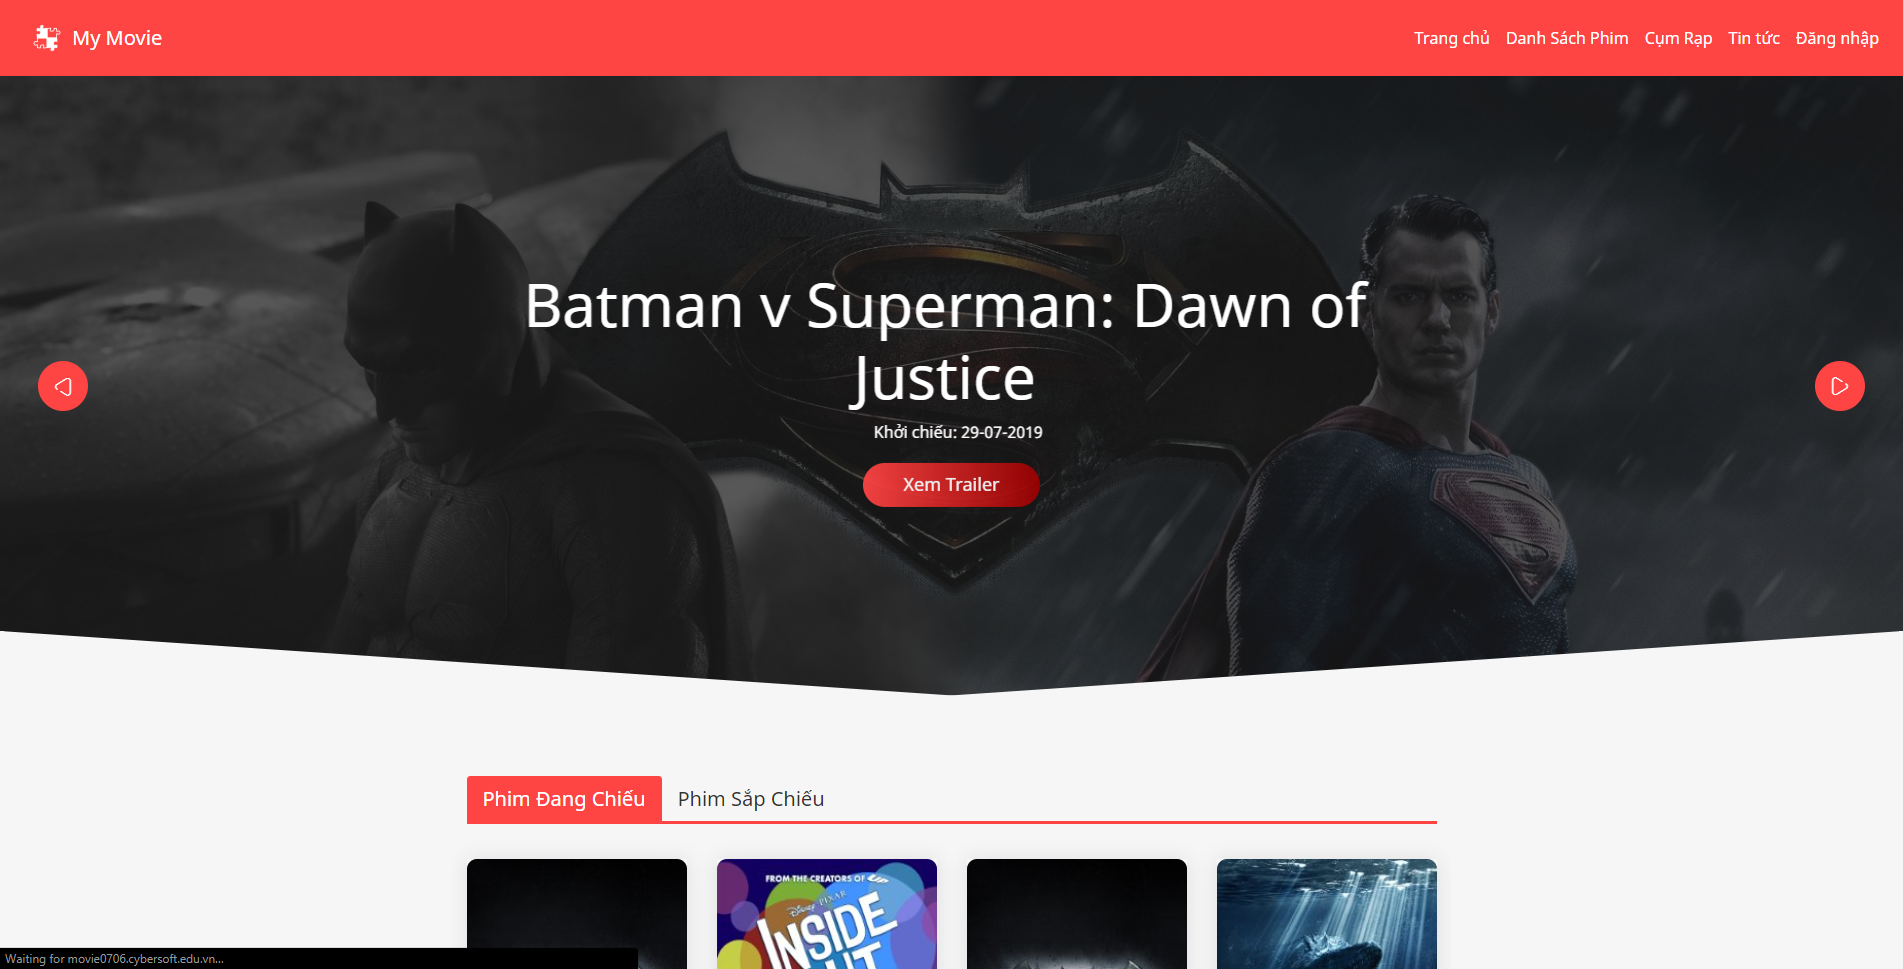 My Movie
Trang chủ Danh Sách Phim Cụm Rạp Tin tức Đăng nhập
Batman v Superman: Dawn of
Justice
Khởi chiếu: 29-07-2019
Xem Trailer
Phim Đang Chiếu Phim Sắp Chiếu
FROM THE CREATORS OF UP
DISNEY PIXAR
INSIDE
OUT
Waiting for movie0706.cybersoft.edu.vn...